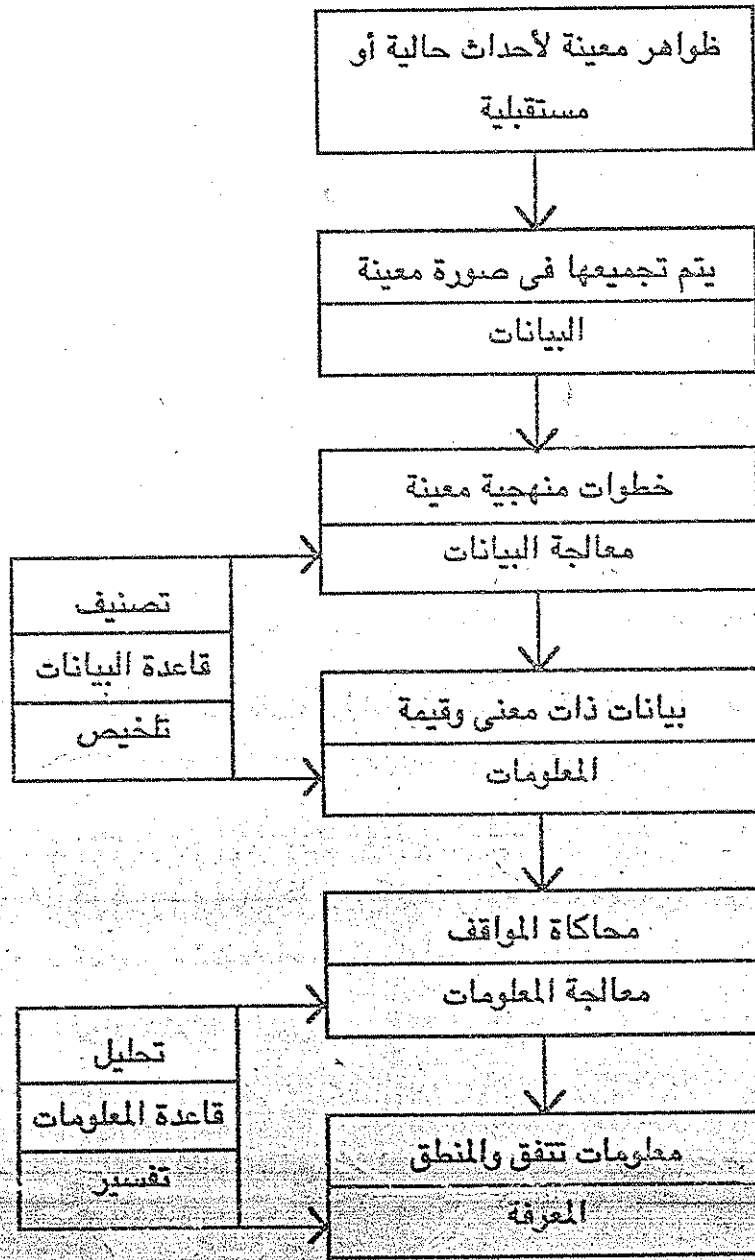 ظواهر معينة لأحداث حالية أو
مستقبلية
يتم تجميعها فى صورة معينة
البيانات
خطوات منهجية معينة
معالجة البيانات
تصنيف
قاعدة البيانات
تلخيص
بيانات ذات معنى وقيمة
المعلومات
محاكاة المواقف
معالجة المعلومات
تحليل
قاعدة المعلومات
تفسير
معلومات تتفق والمنطق
المعرفة